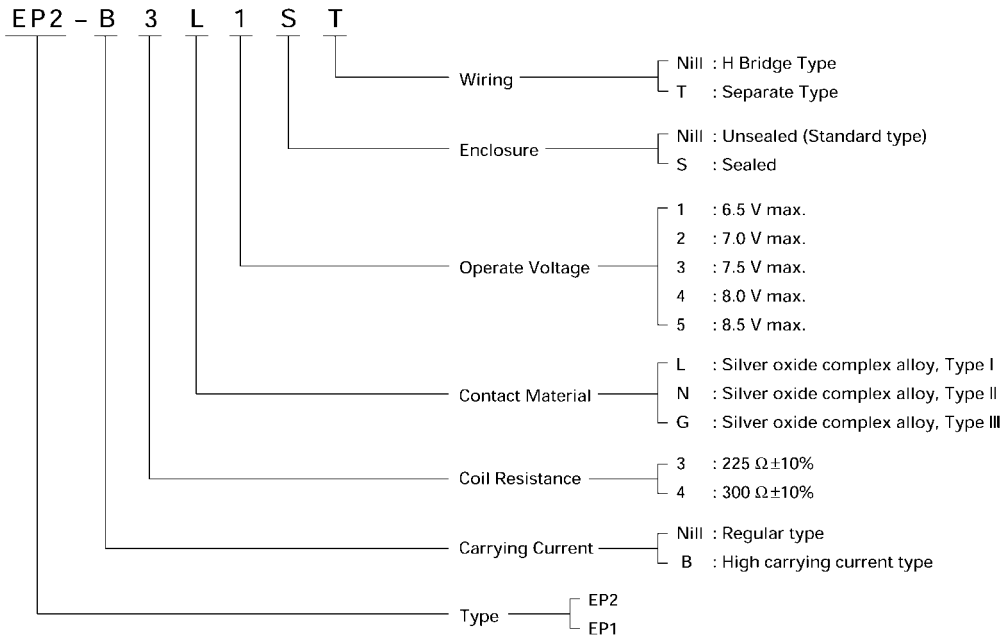 EP2-B 3 L 1 S T
Wiring
Nill : H Bridge Type
T : Separate Type
Enclosure
Nill : Unsealed (Standard type)
S : Sealed
Operate Voltage
1 : 6.5 V max.
2 : 7.0 V max.
3 : 7.5 V max.
4 : 8.0 V max.
5 : 8.5 V max.
Contact Material
L : Silver oxide complex alloy, Type I
N : Silver oxide complex alloy, Type II
G : Silver oxide complex alloy, Type III
Coil Resistance
3 : 225 Ω±10%
4 : 300 Ω±10%
Carrying Current
Nill : Regular type
B : High carrying current type
Type
EP2
EP1